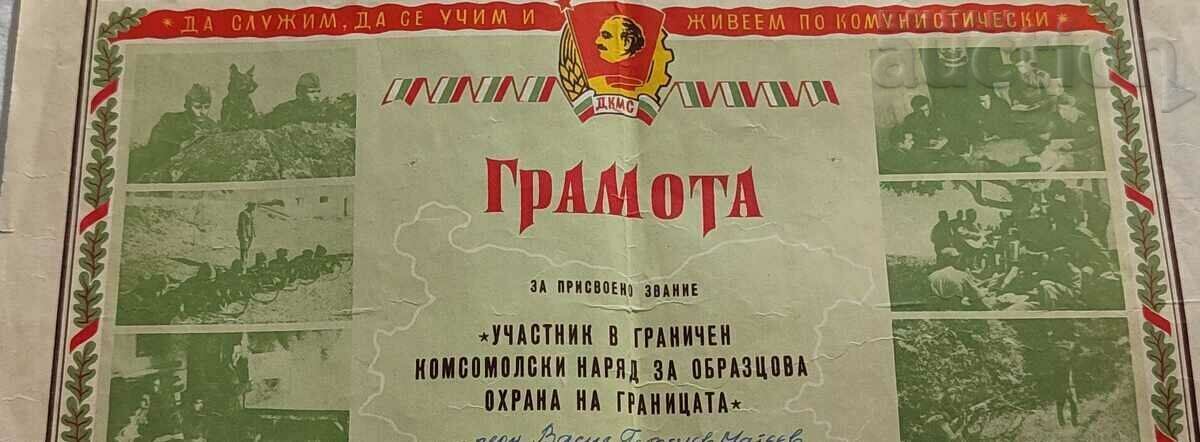 * ДА СЛУЖИМ, ДА СЕ УЧИМ И ЖИВЕЕМ ПО КОМУНИСТИЧЕСКИ *
ДКМС
auction
ГРАМОТА
ЗА ПРИСВОЕНО ЗВАНИЕ
*УЧАСТНИК В ГРАНИЧЕН
КОМСОМОЛСКИ НАРЯД ЗА ОБРАЗЦОВА
ОХРАНА НА ГРАНИЦАТА*